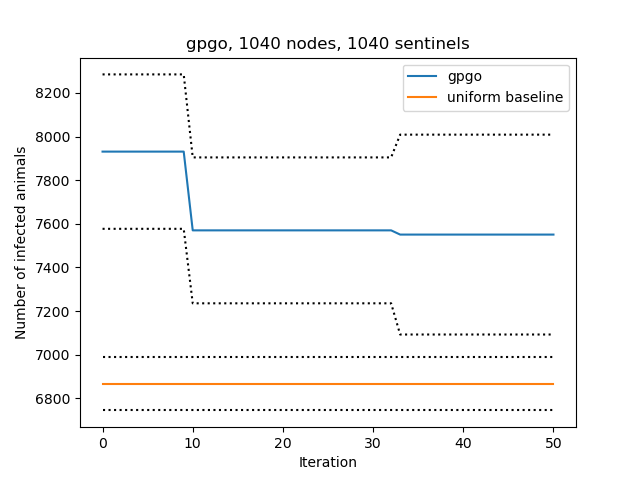 gpgo, 1040 nodes, 1040 sentinels
gpgo
uniform baseline
Number of infected animals
8200
8000
7800
7600
7400
7200
7000
6800
0 10 20 30 40 50
Iteration